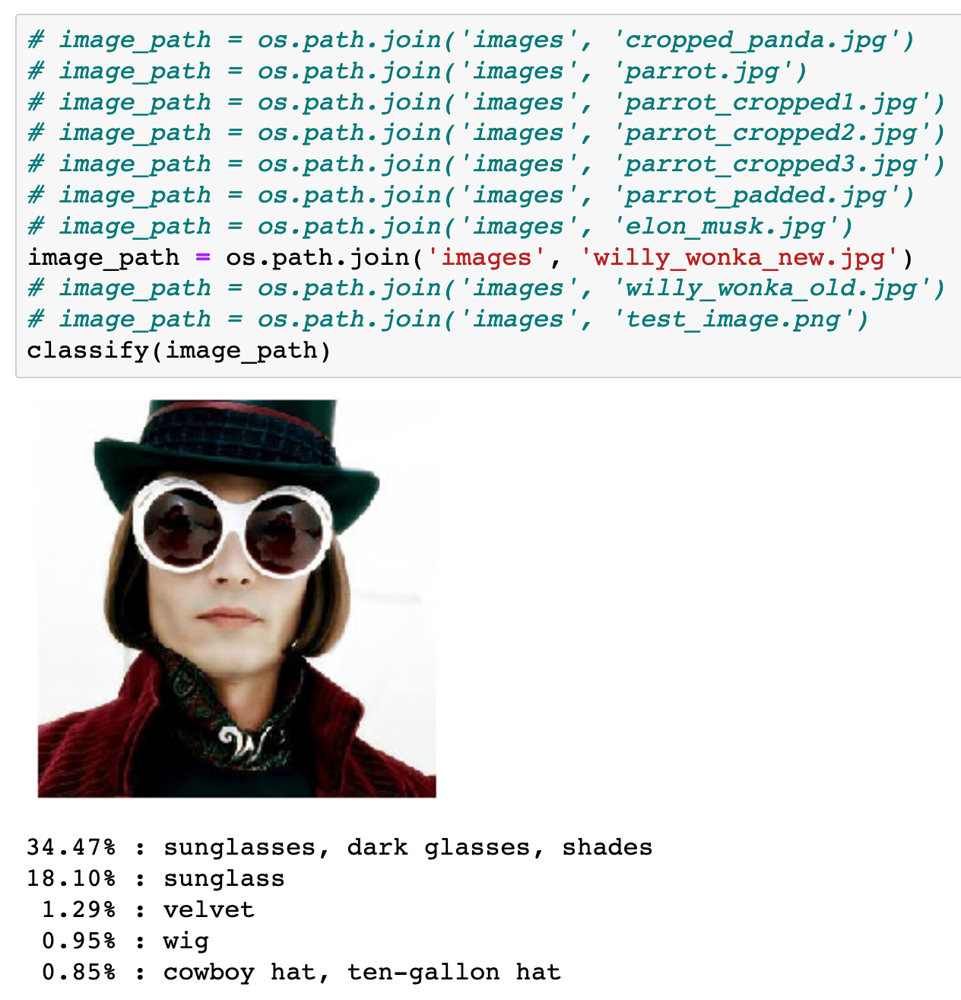 # image_path = os.path.join('images', 'cropped_panda.jpg')
# image_path = os.path.join('images', 'parrot.jpg')
# image_path = os.path.join('images', 'parrot_cropped1.jpg')
# image_path = os.path.join('images', 'parrot_cropped2.jpg')
# image_path = os.path.join('images', 'parrot_cropped3.jpg')
# image_path = os.path.join('images', 'parrot_padded.jpg')
# image_path = os.path.join('images', 'elon_musk.jpg')
image_path = os.path.join('images', 'willy_wonka_new.jpg')
# image_path = os.path.join('images', 'willy_wonka_old.jpg')
# image_path = os.path.join('images', 'test_image.png')
classify(image_path)
W
34.47% : sunglasses, dark glasses, shades
18.10% : sunglass
1.29% : velvet
0.95% : wig
0.85% : cowboy hat, ten-gallon hat